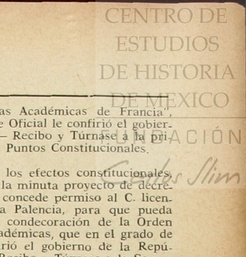 CENTRO DE
ESTUDIOS
DE HISTORIA
DE MEXICO
FUNDACIÓN
Carlos Slim
as Académicas de Francia",
e Oficial le confirió el gobier-
— Recibo y Túrnase a la pri-
Puntos Constitucionales.
los efectos constitucionales,
la minuta proyecto de decre-
concede permiso al C. licen-
a Palencia, para que pueda
condecoración de la Orden
adémicas, que en el grado de
rió el gobierno de la Repú-